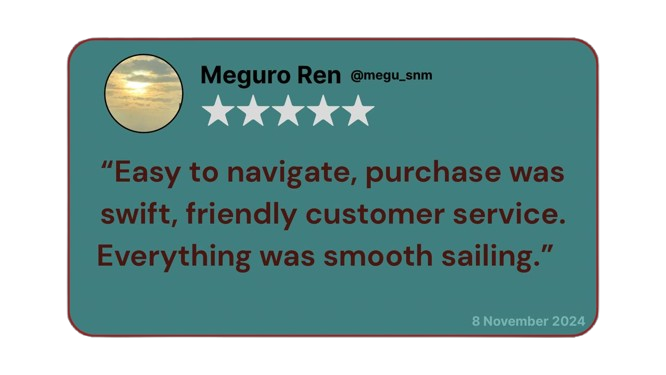 Meguro Ren @megu_snm
“Easy to navigate, purchase was
swift, friendly customer service.
Everything was smooth sailing.”
8 November 2024